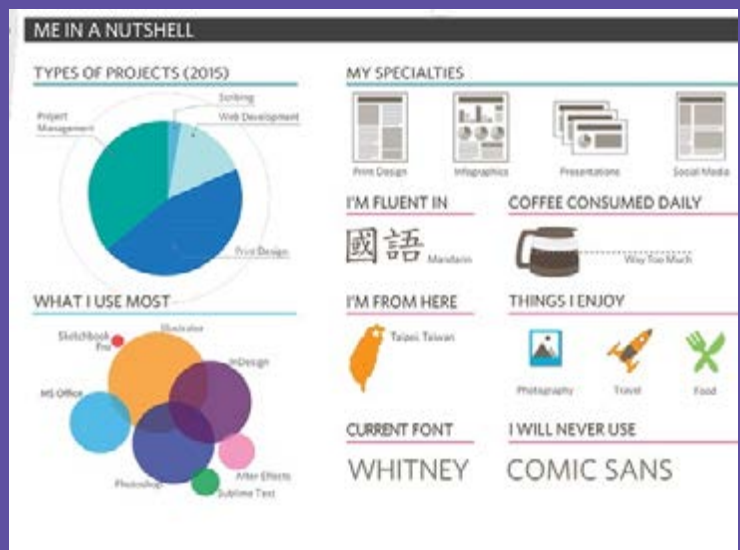 ME IN A NUTSHELL
TYPES OF PROJECTS (2015)
Project
Management
Scribing
Web Development
Print Design
WHAT I USE MOST
Illustrator
Sketchbook
Pro
InDesign
MS Office
Photoshop
After Effects
Sublime Text
MY SPECIALTIES
Print Design
Infographics
Presentations
Social Media
I'M FLUENT IN
國語
Mandarin
COFFEE CONSUMED DAILY
Way Too Much
I'M FROM HERE
Taipei, Taiwan
THINGS I ENJOY
Photography
Travel
Food
CURRENT FONT
WHITNEY
I WILL NEVER USE
COMIC SANS